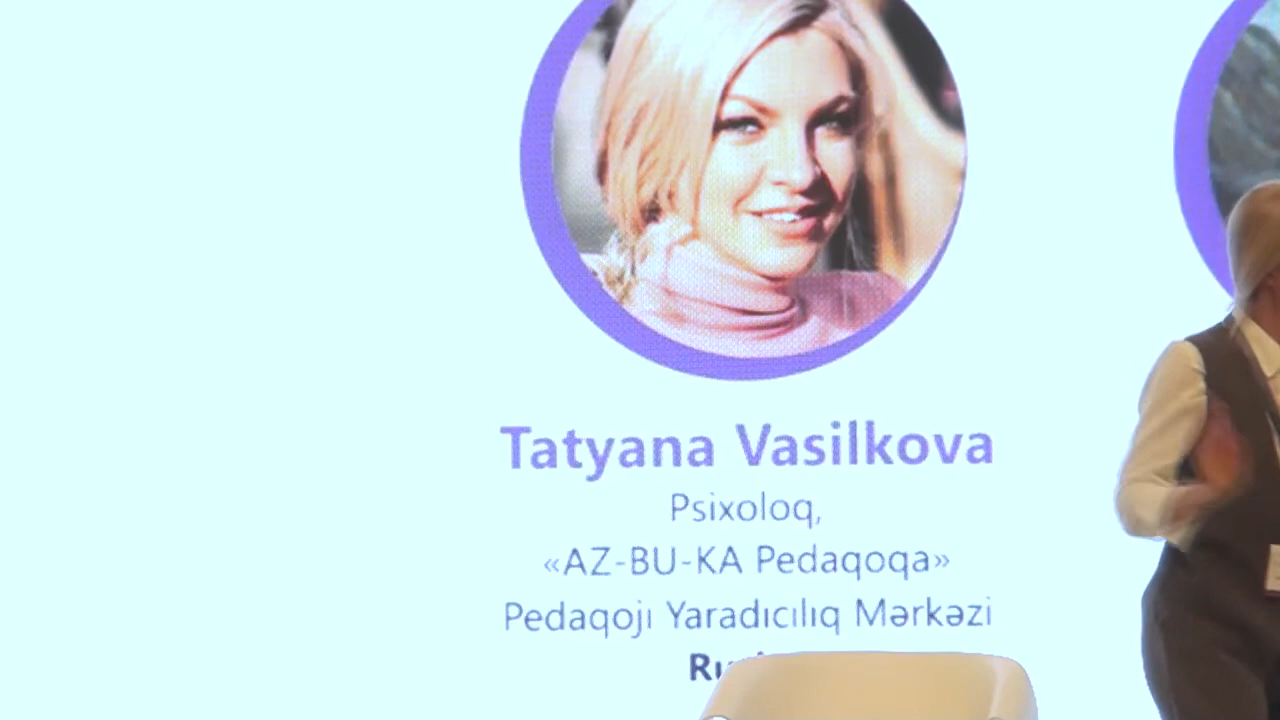 Tatyana Vasilkova
Psixoloq,
«AZ-BU-KA Pedaqoqa»
Pedaqoji Yaradıcılıq Mərkəzi